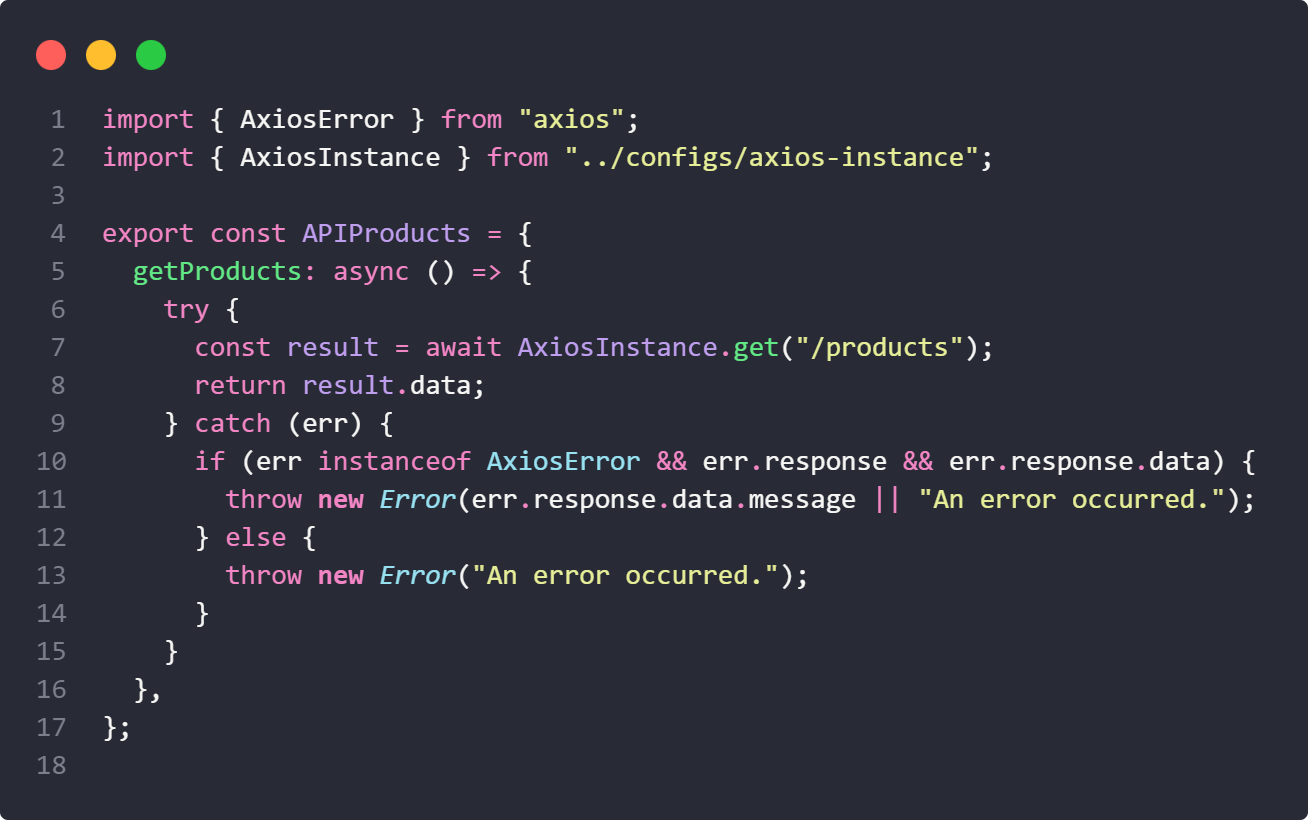 1 import { AxiosError } from "axios";
2 import { AxiosInstance } from "../configs/axios-instance";
3
4 export const APIProducts = {
5   getProducts: async () => {
6     try {
7       const result = await AxiosInstance.get("/products");
8       return result.data;
9     } catch (err) {
10       if (err instanceof AxiosError && err.response && err.response.data) {
11         throw new Error(err.response.data.message || "An error occurred.");
12       } else {
13         throw new Error("An error occurred.");
14       }
15     }
16   },
17 };
18